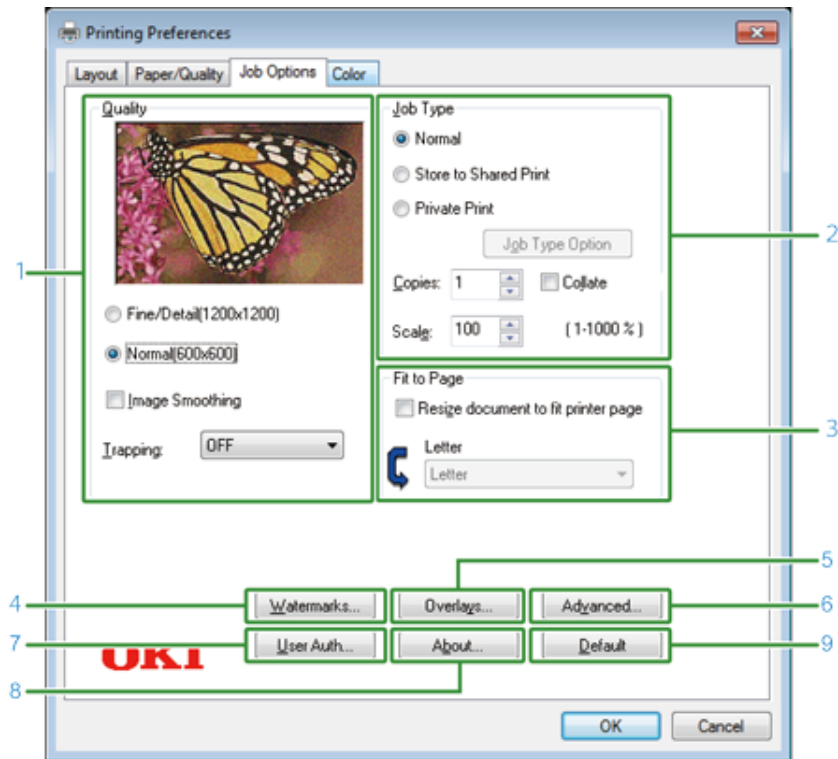 Printing Preferences
Layout Paper/Quality Job Options Color
Quality
Job Type
Normal
Store to Shared Print
Private Print
Job Type Option
1
2
Copies: 1 Collate
Fine/Detail(1200x1200)
Scale: 100 (1-1000 %)
Normal(600x600)
Fit to Page
Image Smoothing
Resize document to fit printer page
3
Trapping: OFF
Letter
Letter
5
4 Watermarks... Overlays... Advanced... 6
7 OKI User Auth... About... Default 9
8
OK Cancel